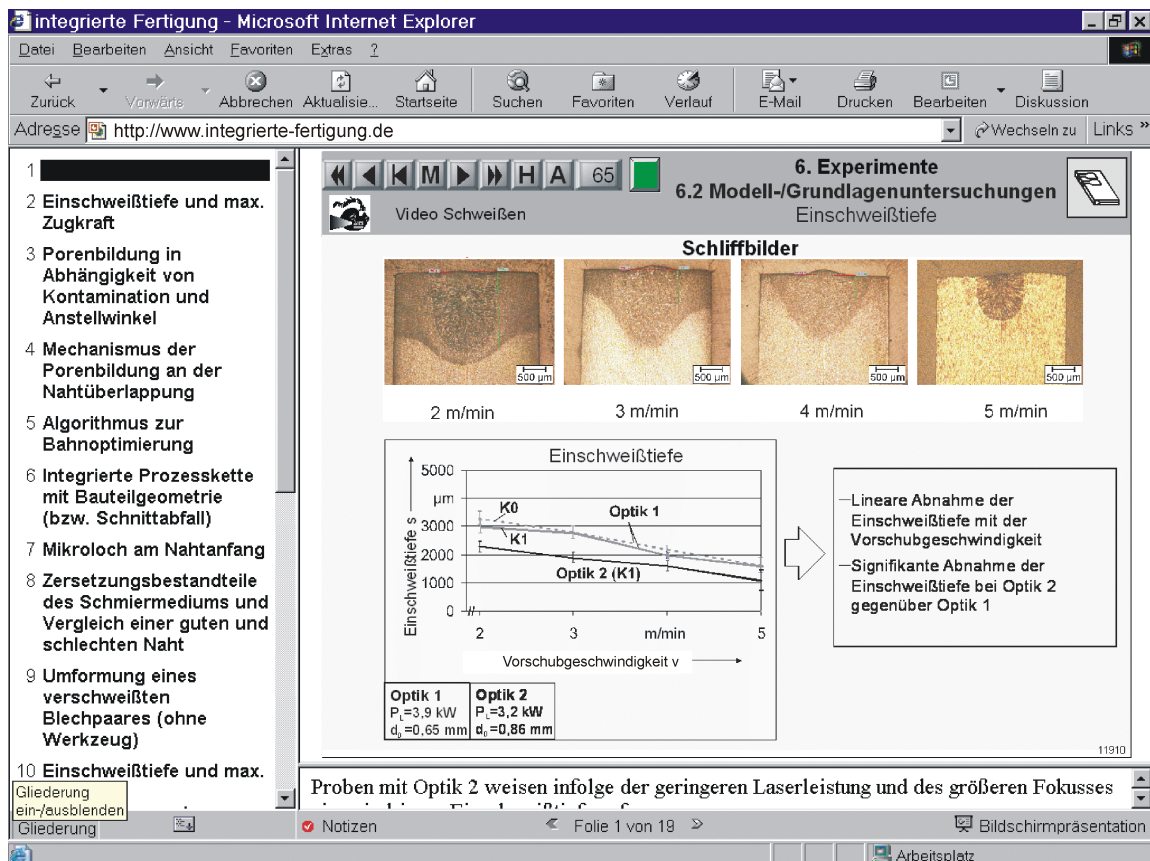 integrierte Fertigung - Microsoft Internet Explorer
Datei Bearbeiten Ansicht Favoriten Extras ?
Zurück Vorwärts Abbrechen Aktualisie... Startseite Suchen Favoriten Verlauf E-Mail Drucken Bearbeiten Diskussion
Adresse http://www.integrierte-fertigung.de Wechseln zu Links »
1
2 Einschweißtiefe und max.
Zugkraft
3 Porenbildung in
Abhängigkeit von
Kontamination und
Anstellwinkel
4 Mechanismus der
Porenbildung an der
Nahtüberlappung
5 Algorithmus zur
Bahnoptimierung
6 Integrierte Prozesskette
mit Bauteilgeometrie
(bzw. Schnittabfall)
7 Mikroloch am Nahtanfang
8 Zersetzungsbestandteile
des Schmiermediums und
Vergleich einer guten und
schlechten Naht
9 Umformung eines
verschweißten
Blechpaares (ohne
Werkzeug)
10 Einschweißtiefe und max.
Gliederung
ein-/ausblenden
Gliederung
M H A 65
Video Schweißen
6. Experimente
6.2 Modell-/Grundlagenuntersuchungen
Einschweißtiefe
Schliffbilder
500 µm 500 µm 500 µm 500 µm
2 m/min 3 m/min 4 m/min 5 m/min
Einschweißtiefe
Einschweißtiefe s
5000
µm
3000
2000
1000
0
K0
K1
Optik 1
Optik 2 (K1)
2 3 m/min 5
Vorschubgeschwindigkeit v
Optik 1
PL=3,9 kW
d0=0,65 mm
Optik 2
PL=3,2 kW
d0=0,86 mm
Lineare Abnahme der
Einschweißtiefe mit der
Vorschubgeschwindigkeit
Signifikante Abnahme der
Einschweißtiefe bei Optik 2
gegenüber Optik 1
11910
Proben mit Optik 2 weisen infolge der geringeren Laserleistung und des größeren Fokusses
Notizen Folie 1 von 19 Bildschirmpräsentation
Arbeitsplatz